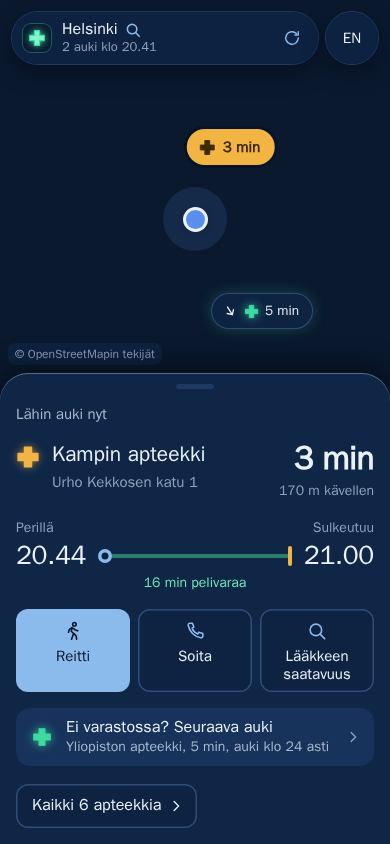 Helsinki
2 auki klo 20.41
EN
3 min
5 min
© OpenStreetMapin tekijät
Lähin auki nyt
Kampin apteekki
3 min
Urho Kekkosen katu 1
170 m kävellen
Perillä
Sulkeutuu
20.44
21.00
16 min pelivaraa
Reitti
Soita
Lääkkeen
saatavuus
Ei varastossa? Seuraava auki
Yliopiston apteekki, 5 min, auki klo 24 asti
Kaikki 6 apteekkia